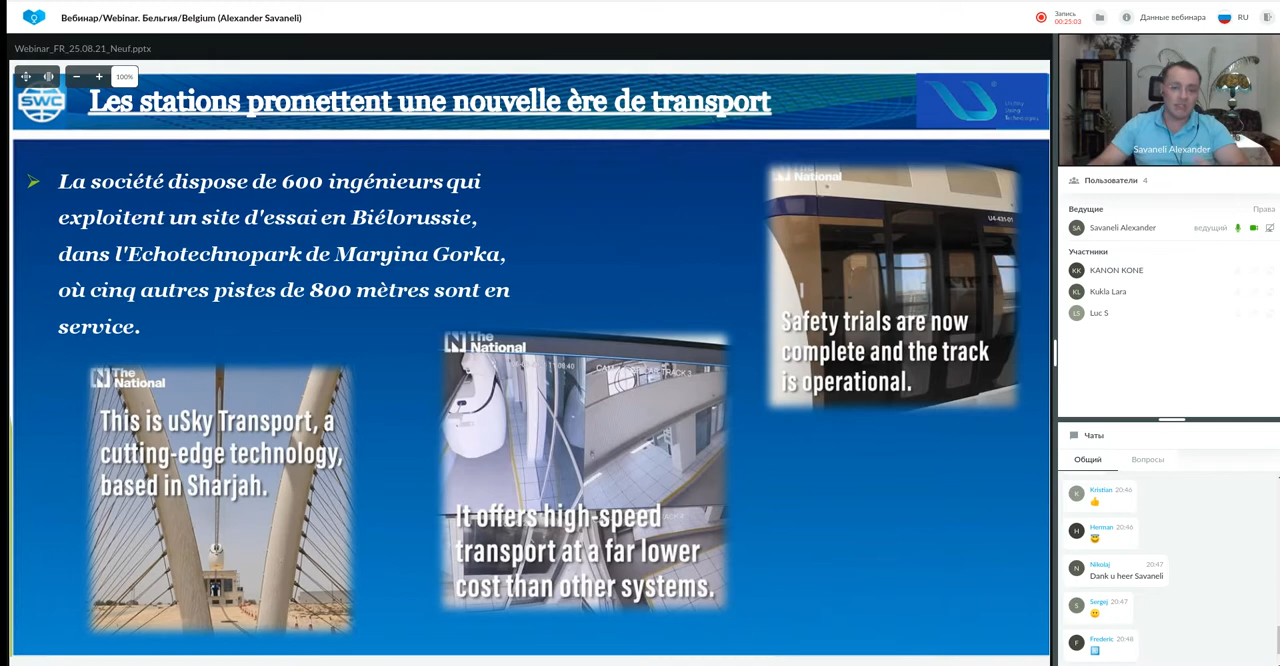 Вебинар/Webinar. Бельгия/Belgium (Alexander Savaneli)
Запись
00:25:03
Данные вебинара
RU
Webinar_FR_25.08.21_Neuf.pptx
100%
SWC
Les stations promettent une nouvelle ère de transport
La société dispose de 600 ingénieurs qui
exploitent un site d'essai en Biélorussie,
dans l'Echotechnopark de Maryina Gorka,
où cinq autres pistes de 800 mètres sont en
service.
The
National
This is uSky Transport, a
cutting-edge technology,
based in Sharjah.
The
National
It offers high-speed
transport at a far lower
cost than other systems.
National
U4-431-01
Safety trials are now
complete and the track
is operational.
Savaneli Alexander
Пользователи 4
Ведущие Права
SA Savaneli Alexander ведущий
Участники
KK KANON KONE
KL Kukla Lara
LS Luc S
Чаты
Общий Вопросы
K Kristian 20:46
👍
H Herman 20:46
😇
N Nikolaj 20:47
Dank u heer Savaneli
S Sergej 20:47
🙂
F Frederic 20:48